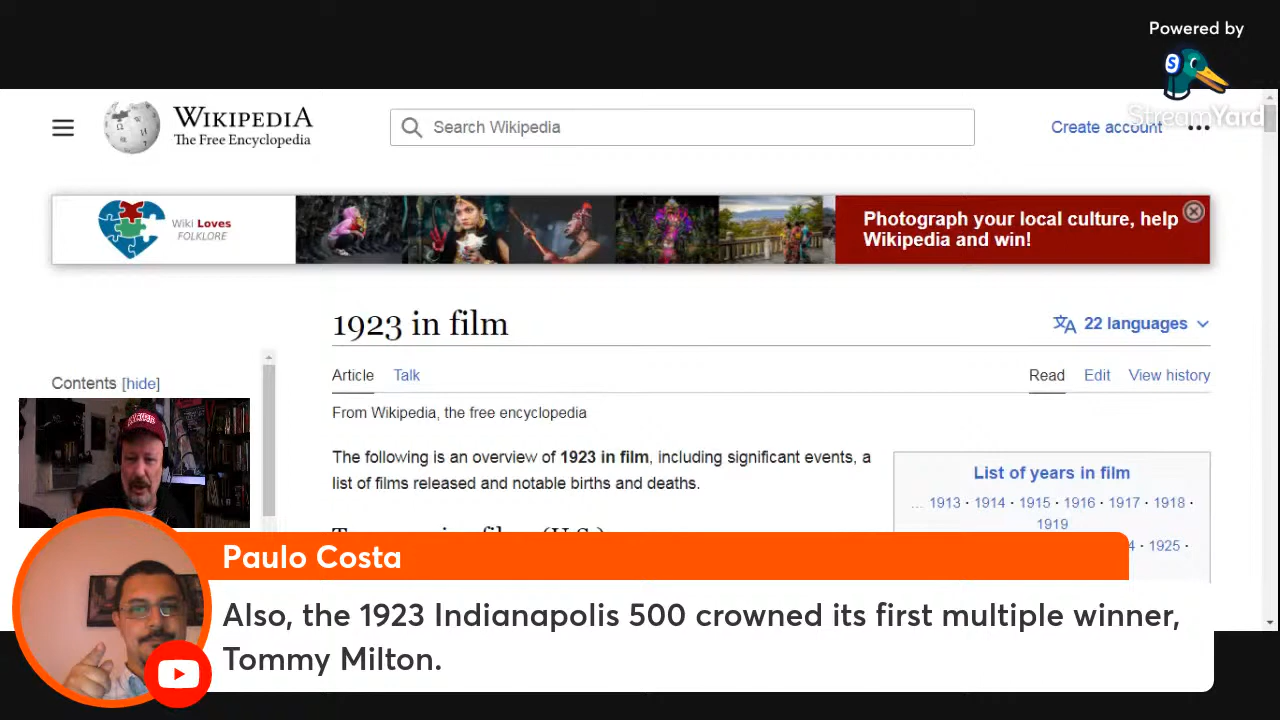 Powered by
StreamYard
WIKIPEDIA
The Free Encyclopedia
Search Wikipedia
Create account
Wiki Loves
FOLKLORE
Photograph your local culture, help
Wikipedia and win!
1923 in film
22 languages
Contents [hide]
Article Talk
Read Edit View history
From Wikipedia, the free encyclopedia
The following is an overview of 1923 in film, including significant events, a
list of films released and notable births and deaths.
List of years in film
... 1913 · 1914 · 1915 · 1916 · 1917 · 1918 ·
1919
4 · 1925 ·
Paulo Costa
Also, the 1923 Indianapolis 500 crowned its first multiple winner,
Tommy Milton.